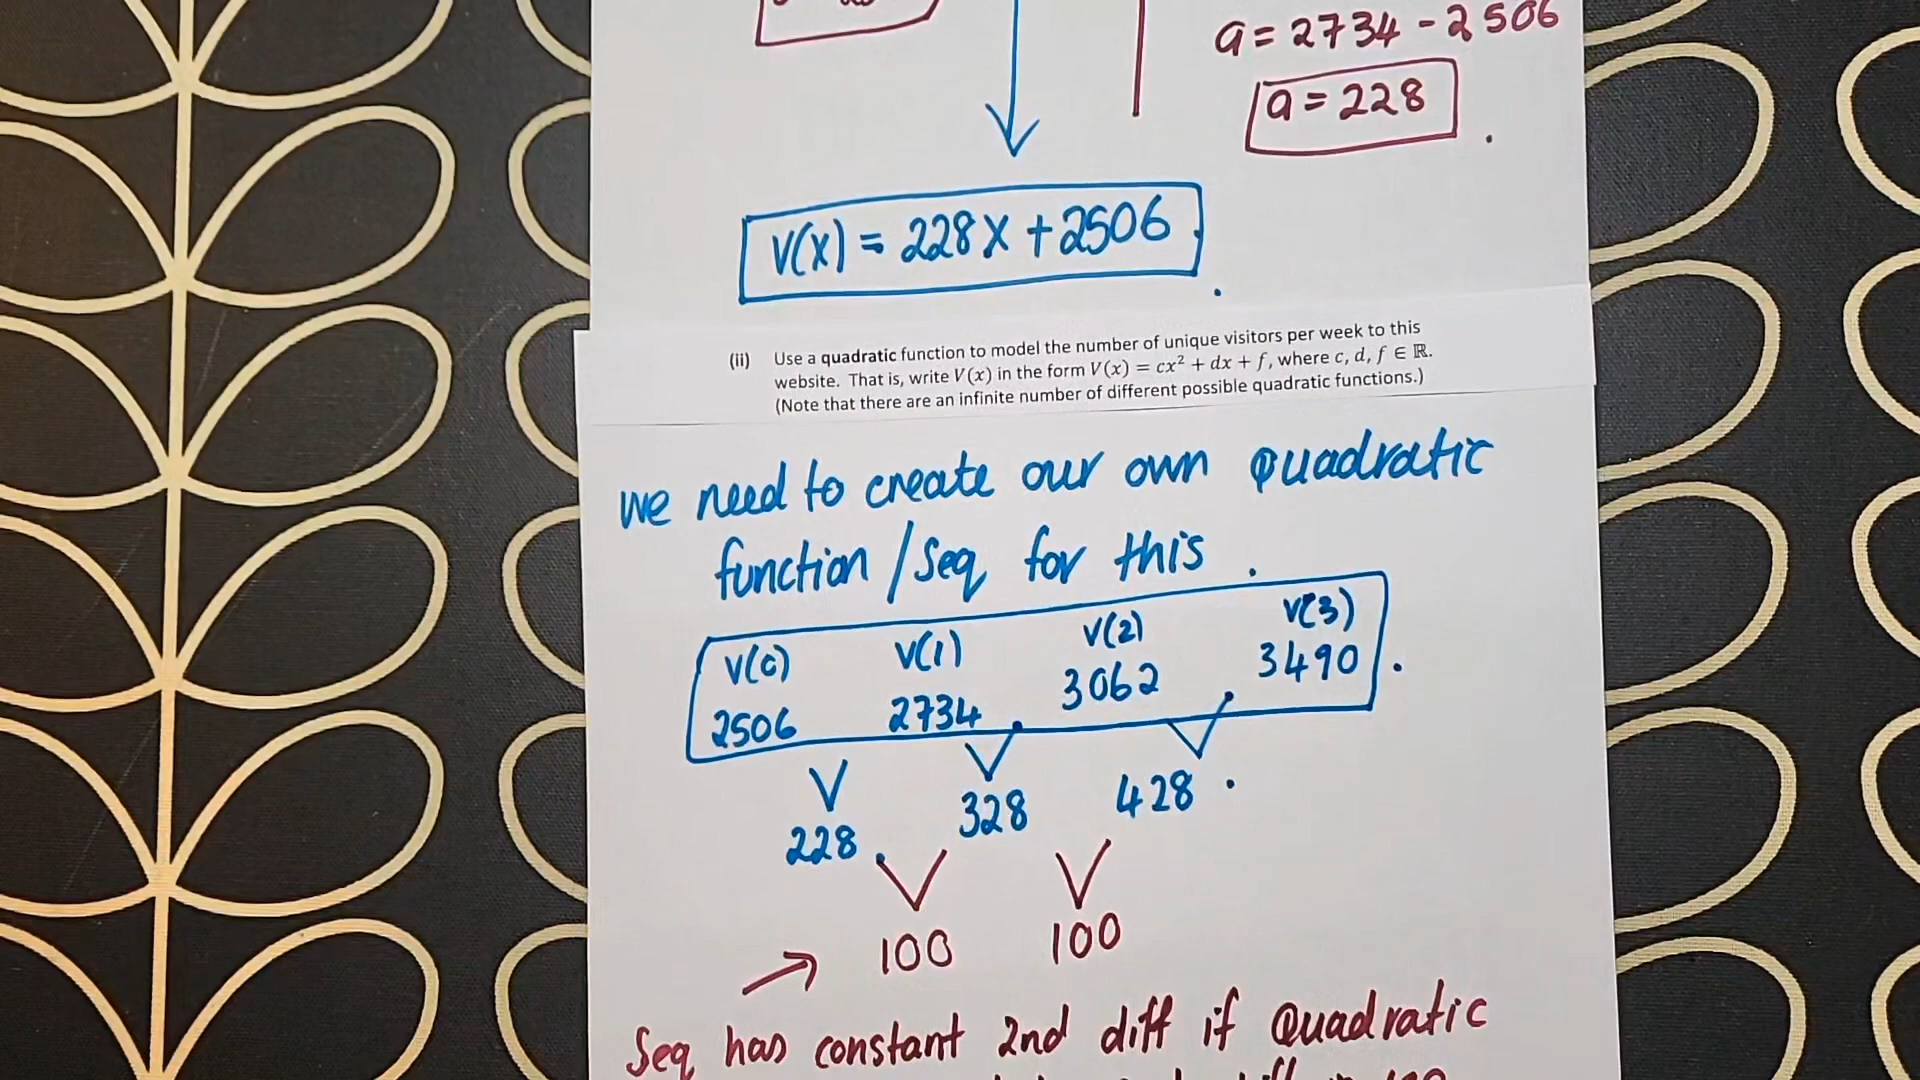 a = 2734 - 2506
a = 228
V(x) = 228x + 2506
(ii) Use a quadratic function to model the number of unique visitors per week to this
website. That is, write V(x) in the form V(x) = cx² + dx + f, where c, d, f ∈ ℝ.
(Note that there are an infinite number of different possible quadratic functions.)
we need to create our own Quadratic
function / Seq for this.
V(0) V(1) V(2) V(3)
2506 2734 3062 3490
228 328 428
100 100
Seq has constant 2nd diff if Quadratic